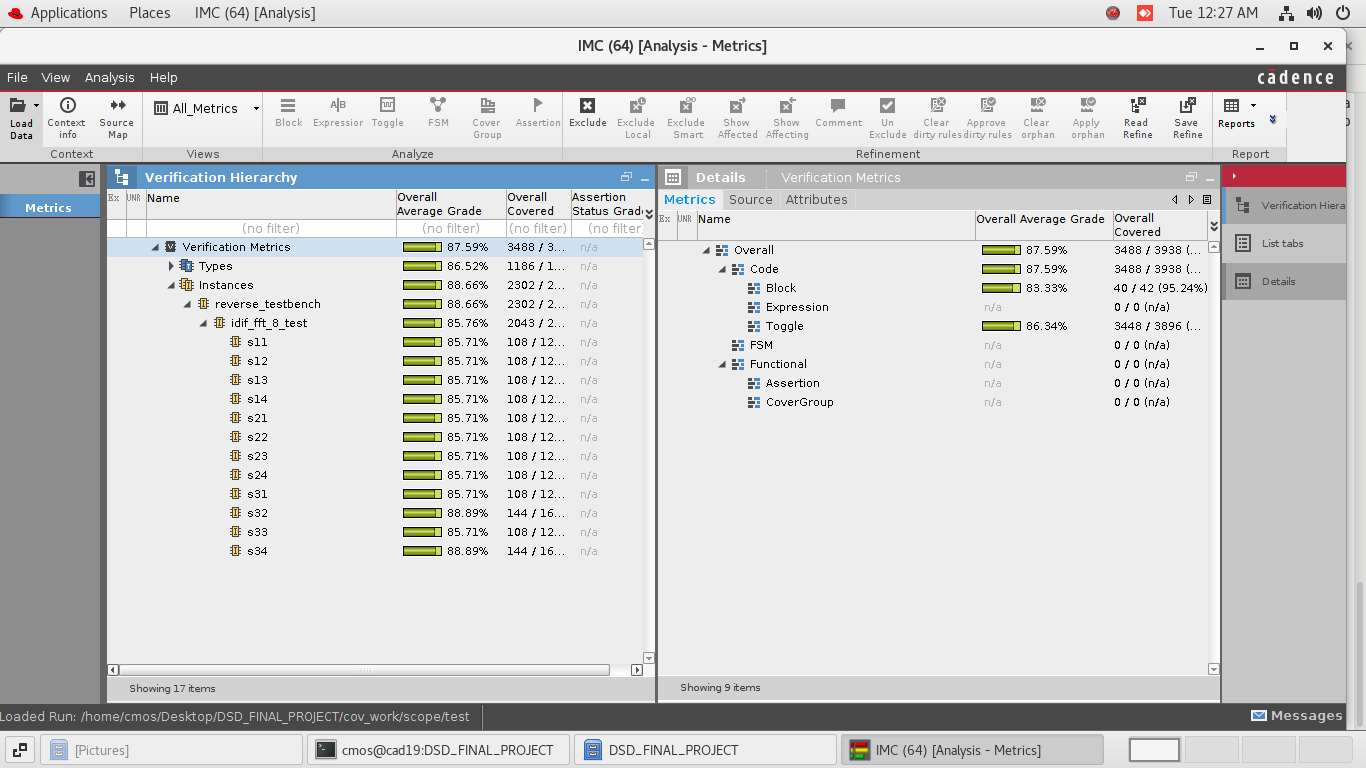 Applications Places IMC (64) [Analysis] Tue 12:27 AM
IMC (64) [Analysis - Metrics]
File View Analysis Help cādence
Load Data Context info Source Map All_Metrics Block Expression Toggle FSM Cover Group Assertion Exclude Exclude Local Exclude Smart Show Affected Show Affecting Comment Un Exclude Clear dirty rules Approve dirty rules Clear orphan Apply orphan Read Refine Save Refine Reports
Context Views Analyze Refinement Report
Metrics
Verification Hierarchy
Ex UNR Name Overall Average Grade Overall Covered Assertion Status Grade
(no filter) (no filter) (no filter) (no filter)
Verification Metrics 87.59% 3488 / 3... n/a
Types 86.52% 1186 / 1... n/a
Instances 88.66% 2302 / 2... n/a
reverse_testbench 88.66% 2302 / 2... n/a
idif_fft_8_test 85.76% 2043 / 2... n/a
s11 85.71% 108 / 12... n/a
s12 85.71% 108 / 12... n/a
s13 85.71% 108 / 12... n/a
s14 85.71% 108 / 12... n/a
s21 85.71% 108 / 12... n/a
s22 85.71% 108 / 12... n/a
s23 85.71% 108 / 12... n/a
s24 85.71% 108 / 12... n/a
s31 85.71% 108 / 12... n/a
s32 88.89% 144 / 16... n/a
s33 85.71% 108 / 12... n/a
s34 88.89% 144 / 16... n/a
Showing 17 items
Details Verification Metrics
Metrics Source Attributes
Ex UNR Name Overall Average Grade Overall Covered
Overall 87.59% 3488 / 3938 (...
Code 87.59% 3488 / 3938 (...
Block 83.33% 40 / 42 (95.24%)
Expression n/a 0 / 0 (n/a)
Toggle 86.34% 3448 / 3896 (...
FSM n/a 0 / 0 (n/a)
Functional n/a 0 / 0 (n/a)
Assertion n/a 0 / 0 (n/a)
CoverGroup n/a 0 / 0 (n/a)
Showing 9 items
Verification Hiera
List tabs
Details
Loaded Run: /home/cmos/Desktop/DSD_FINAL_PROJECT/cov_work/scope/test Messages
[Pictures] cmos@cad19:DSD_FINAL_PROJECT DSD_FINAL_PROJECT IMC (64) [Analysis - Metrics]